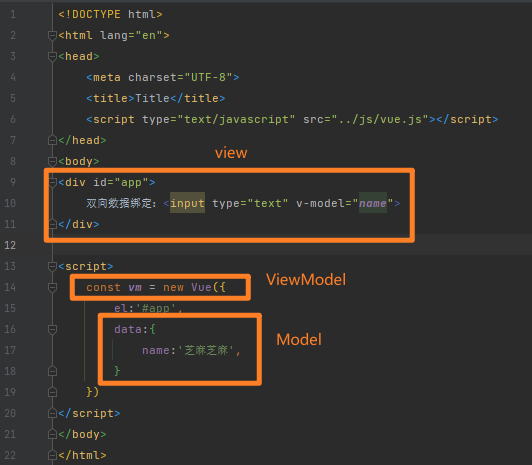 1 <!DOCTYPE html>
2 <html lang="en">
3 <head>
4 <meta charset="UTF-8">
5 <title>Title</title>
6 <script type="text/javascript" src="../js/vue.js"></script>
7 </head>
8 <body>
view
9 <div id="app">
10 双向数据绑定：<input type="text" v-model="name">
11 </div>
12
13 <script>
14 const vm = new Vue({
ViewModel
15 el:'#app',
16 data:{
Model
17 name:'芝麻芝麻',
18 }
19 })
20 </script>
21 </body>
22 </html>